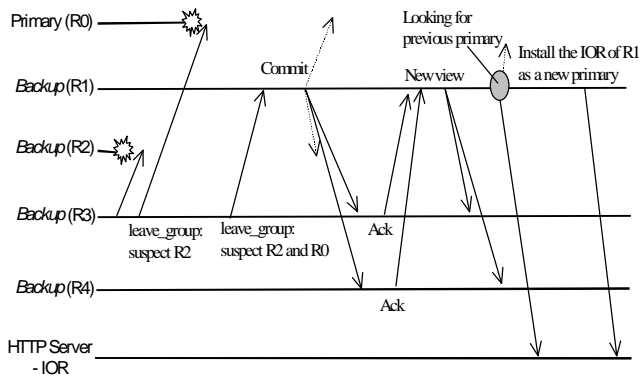 Primary (R0)
Looking for
previous primary
Install the IOR of R1
as a new primary
Commit
New view
Backup (R1)
Backup (R2)
Backup (R3)
leave_group:
suspect R2
leave_group:
suspect R2 and R0
Ack
Backup (R4)
Ack
HTTP Server
- IOR